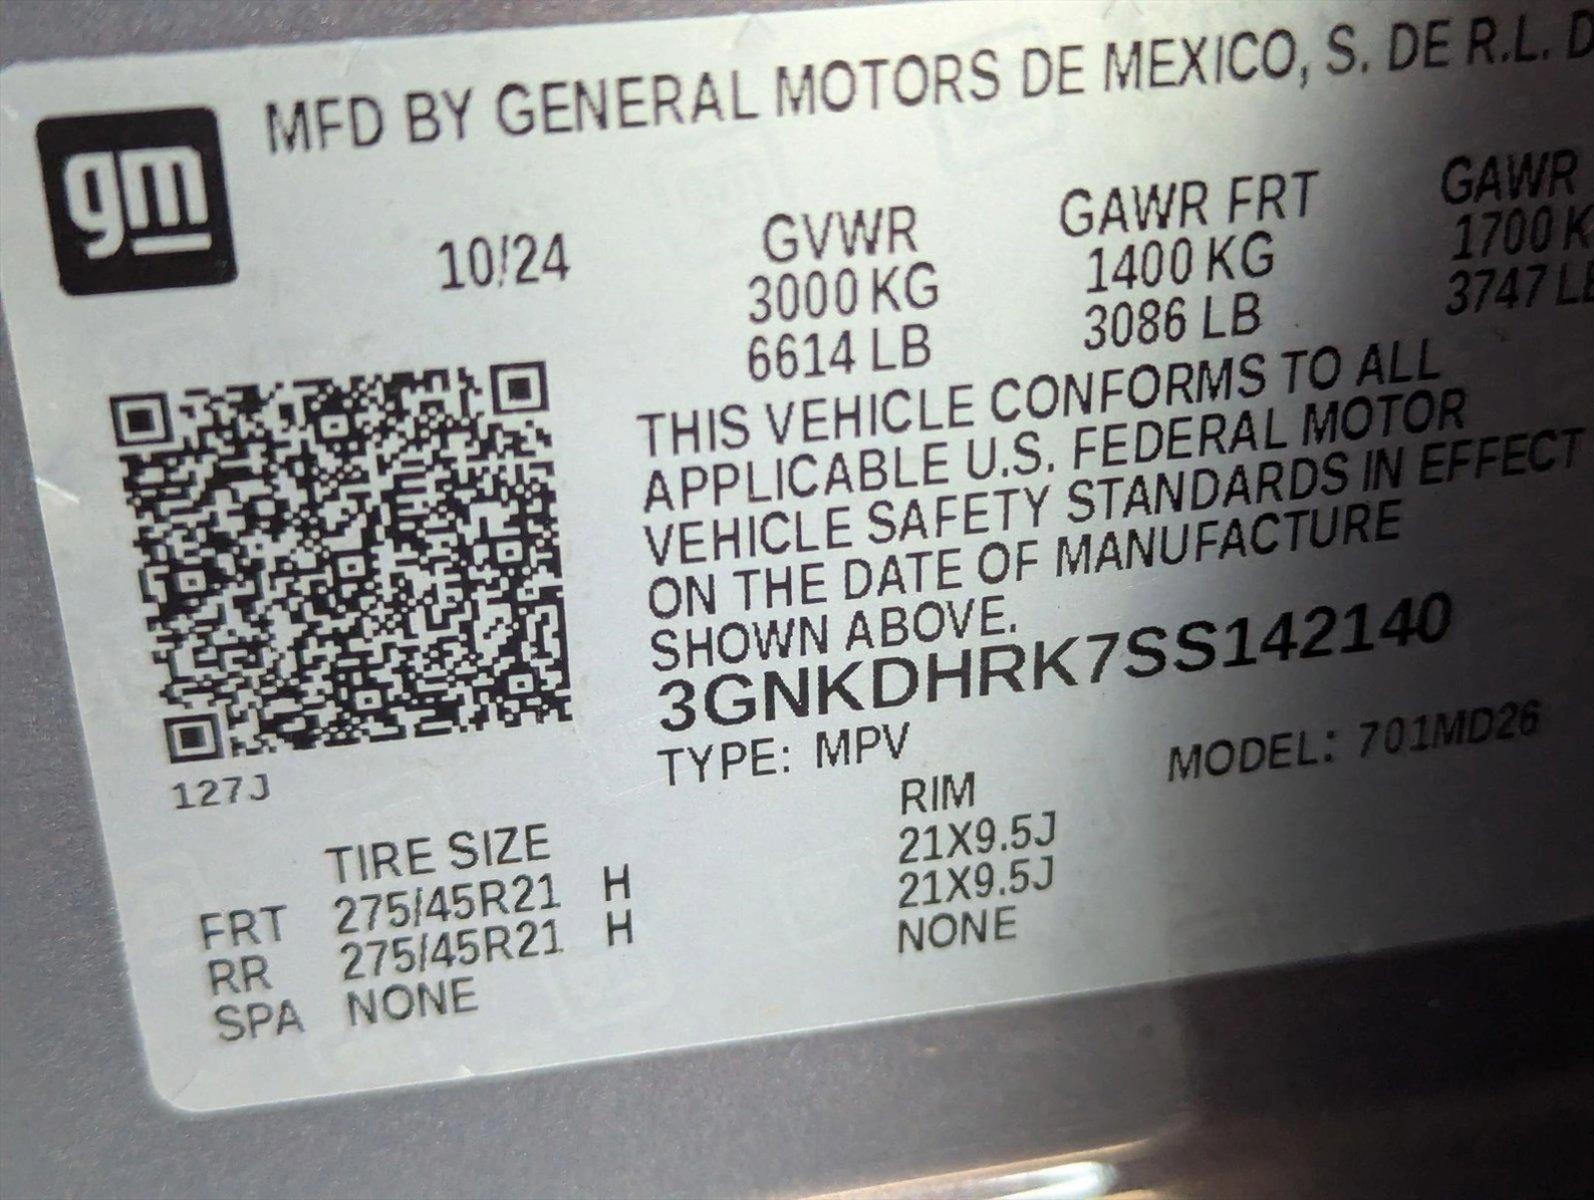 gm
MFD BY GENERAL MOTORS DE MEXICO, S. DE R.L. D
10/24
GVWR
3000 KG
6614 LB
GAWR FRT
1400 KG
3086 LB
GAWR
1700 K
3747 LB
THIS VEHICLE CONFORMS TO ALL
APPLICABLE U.S. FEDERAL MOTOR
VEHICLE SAFETY STANDARDS IN EFFECT
ON THE DATE OF MANUFACTURE
SHOWN ABOVE.
3GNKDHRK7SS142140
TYPE: MPV
MODEL: 701MD26
127J
TIRE SIZE RIM
FRT 275/45R21 H 21X9.5J
RR 275/45R21 H 21X9.5J
SPA NONE NONE